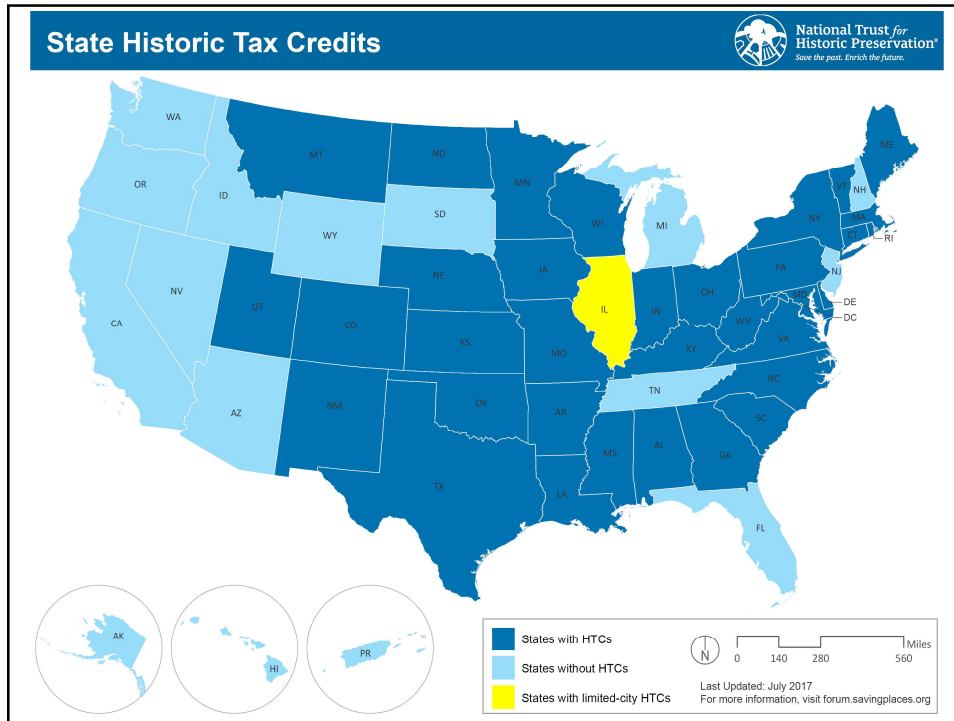 State Historic Tax Credits
National Trust for
Historic Preservation®
Save the past. Enrich the future.
WA
MT
ND
MN
ME
OR
ID
SD
WI
MI
VT
NH
NY
MA
CT
RI
WY
IA
NE
PA
NJ
NV
UT
CO
IL
IN
OH
MD
DE
DC
CA
KS
MO
WV
KY
VA
AZ
NM
OK
AR
TN
NC
SC
TX
LA
MS
AL
GA
FL
AK
HI
PR
States with HTCs
States without HTCs
States with limited-city HTCs
N
Miles
0 140 280 560
Last Updated: July 2017
For more information, visit forum.savingplaces.org